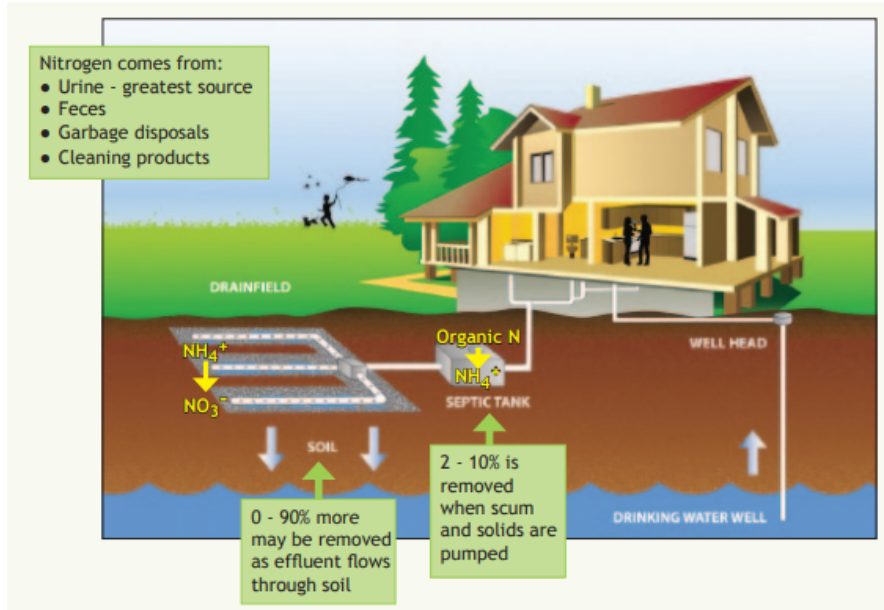 Nitrogen comes from:
● Urine - greatest source
● Feces
● Garbage disposals
● Cleaning products
DRAINFIELD
NH₄⁺
NO₃⁻
Organic N
NH₄⁺
SEPTIC TANK
WELL HEAD
SOIL
0 - 90% more
may be removed
as effluent flows
through soil
2 - 10% is
removed
when scum
and solids are
pumped
DRINKING WATER WELL